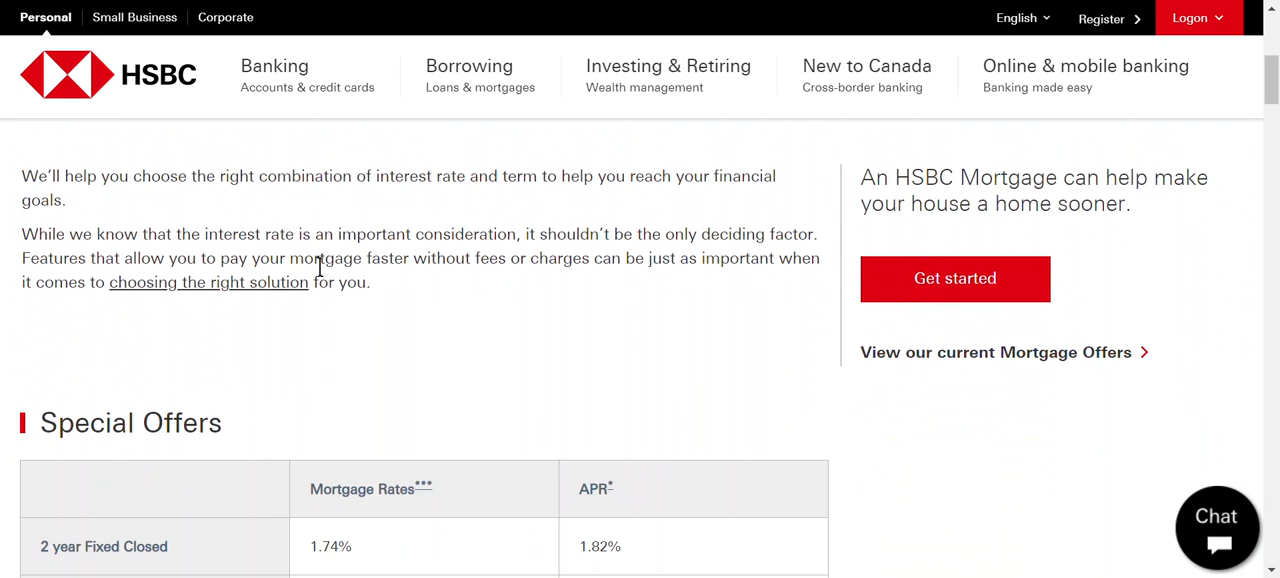 Personal Small Business Corporate English Register Logon
HSBC
Banking Borrowing Investing & Retiring New to Canada Online & mobile banking
Accounts & credit cards Loans & mortgages Wealth management Cross-border banking Banking made easy
We'll help you choose the right combination of interest rate and term to help you reach your financial
goals.
While we know that the interest rate is an important consideration, it shouldn't be the only deciding factor.
Features that allow you to pay your mortgage faster without fees or charges can be just as important when
it comes to choosing the right solution for you.
An HSBC Mortgage can help make
your house a home sooner.
Get started
View our current Mortgage Offers
Special Offers
Mortgage Rates*** APR*
2 year Fixed Closed 1.74% 1.82%
Chat